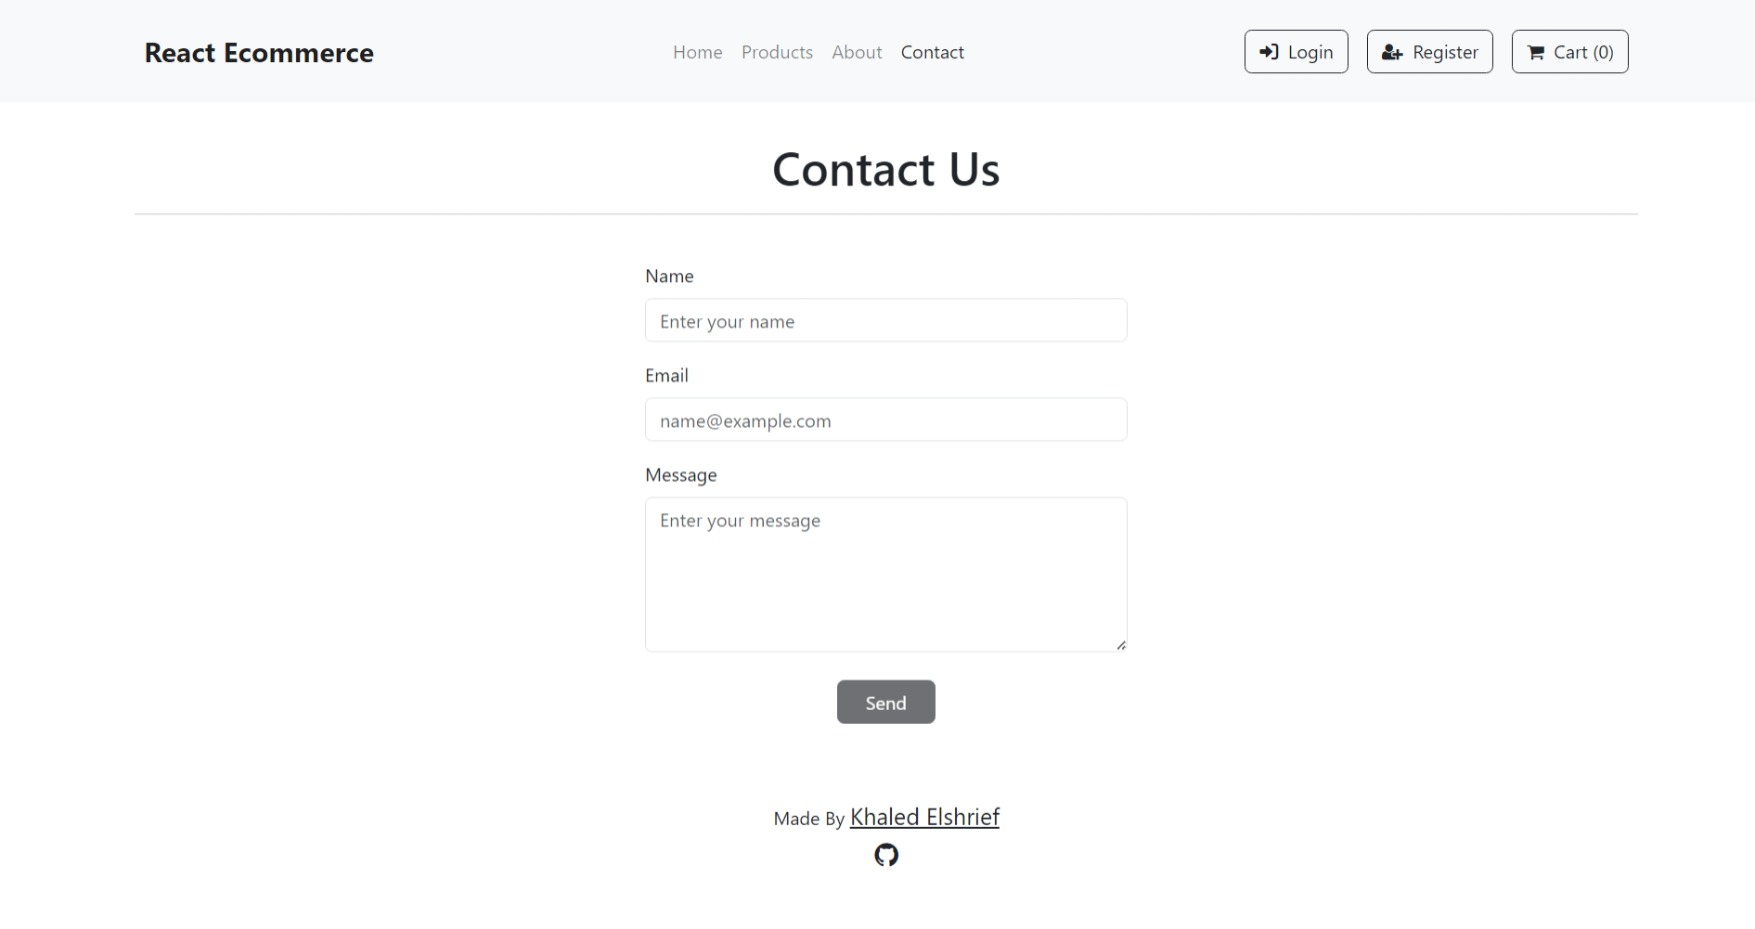 React Ecommerce
Home Products About Contact
Login Register Cart (0)
Contact Us
Name
Enter your name
Email
name@example.com
Message
Enter your message
Send
Made By Khaled Elshrief